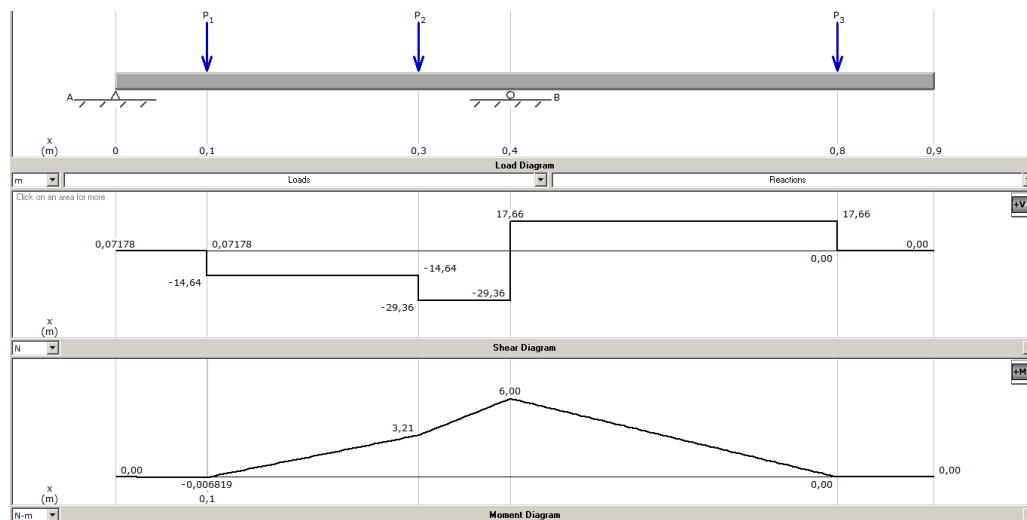 P1 P2 P3
A B
x
(m) 0 0,1 0,3 0,4 0,8 0,9
Load Diagram
m Loads Reactions
Click on an area for more
+V
17,66 17,66
0,07178 0,07178 0,00
0,00
-14,64
-14,64
-29,36
-29,36
x
(m)
N Shear Diagram
+M
6,00
3,21
0,00 -0,006819 0,00 0,00
x
(m) 0,1
N-m Moment Diagram